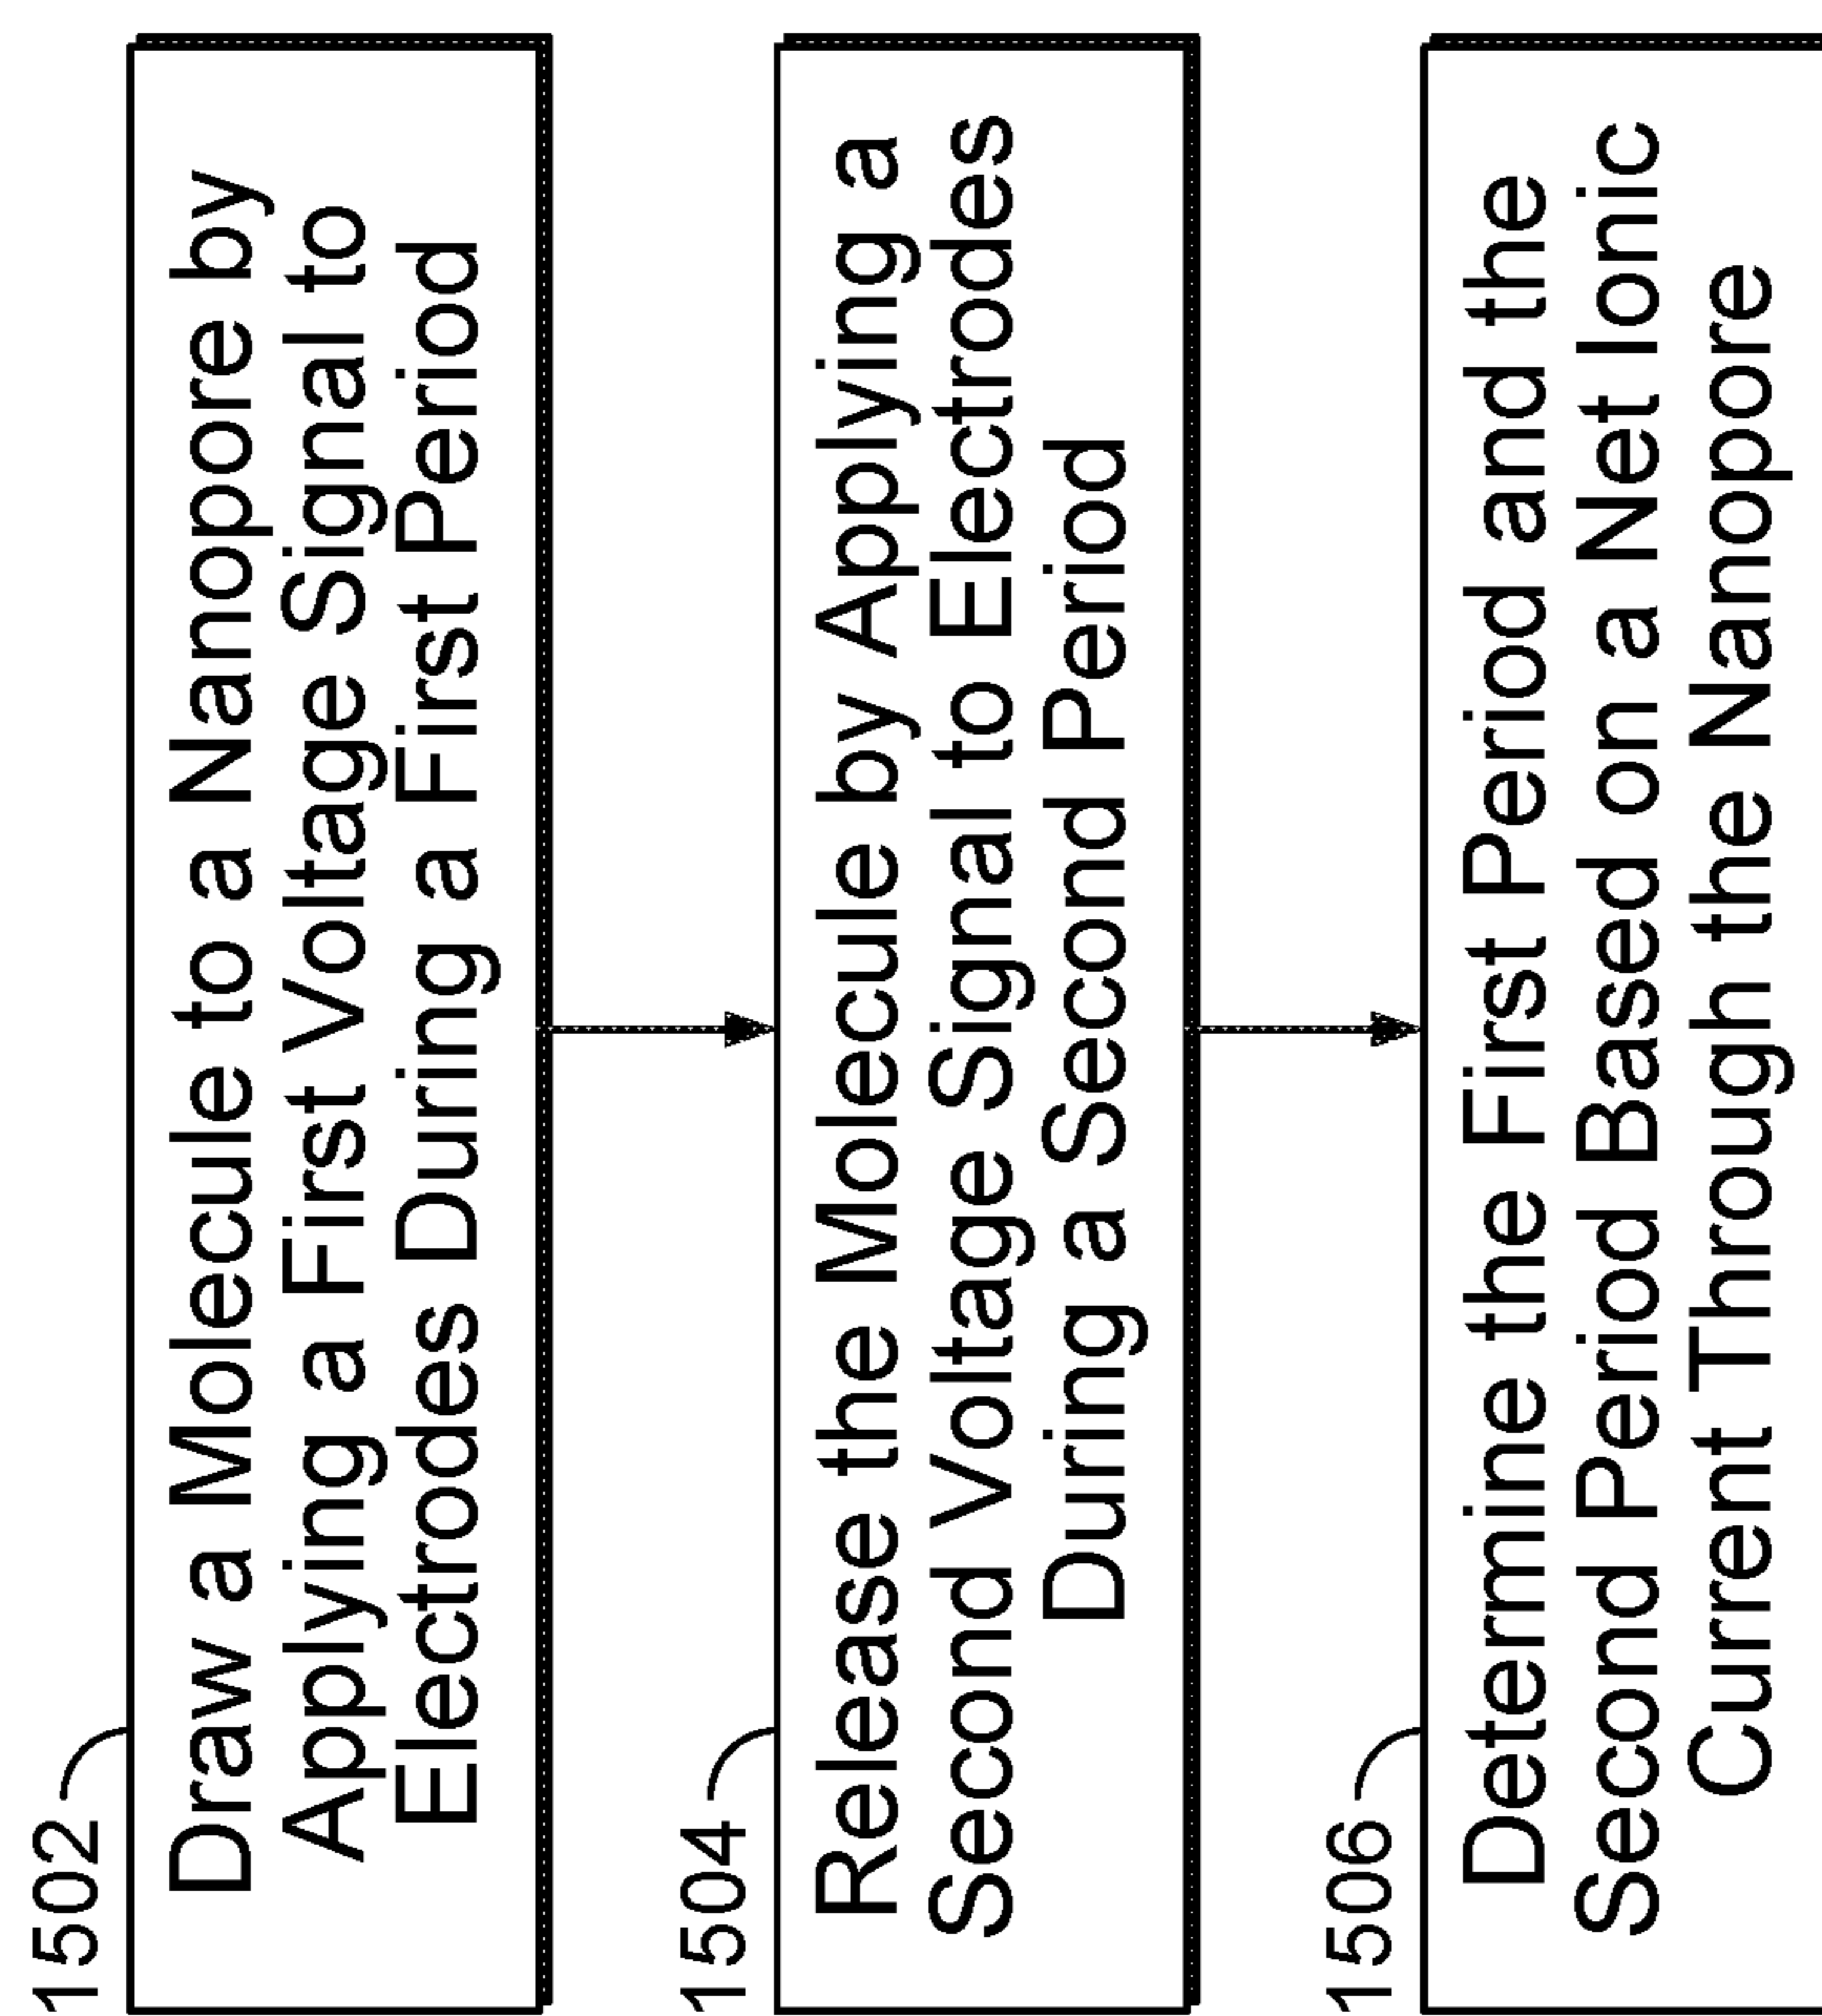 1502
Draw a Molecule to a Nanopore by
Applying a First Voltage Signal to
Electrodes During a First Period
1504
Release the Molecule by Applying a
Second Voltage Signal to Electrodes
During a Second Period
1506
Determine the First Period and the
Second Period Based on a Net Ionic
Current Through the Nanopore